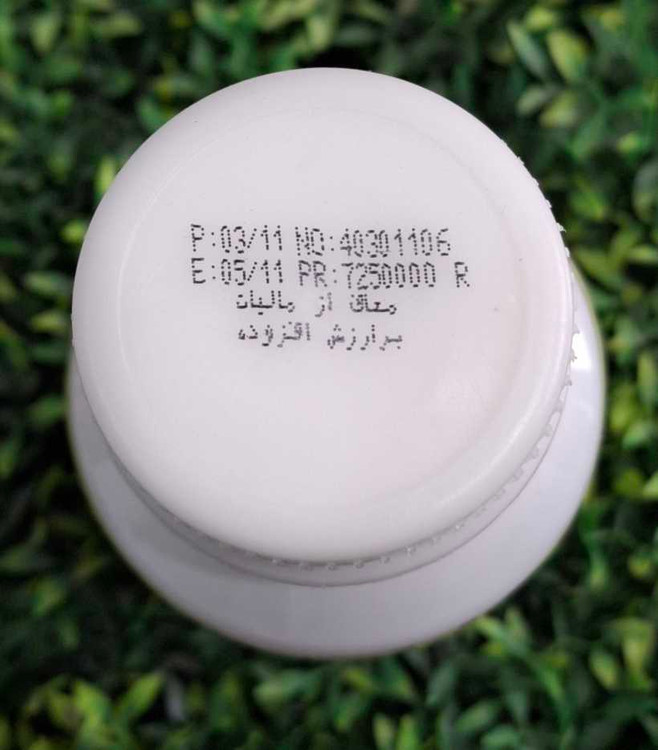 P:03/11 NO:40301106
E:05/11 PR:7250000 R
معاف از مالیات
برارزش افزوده